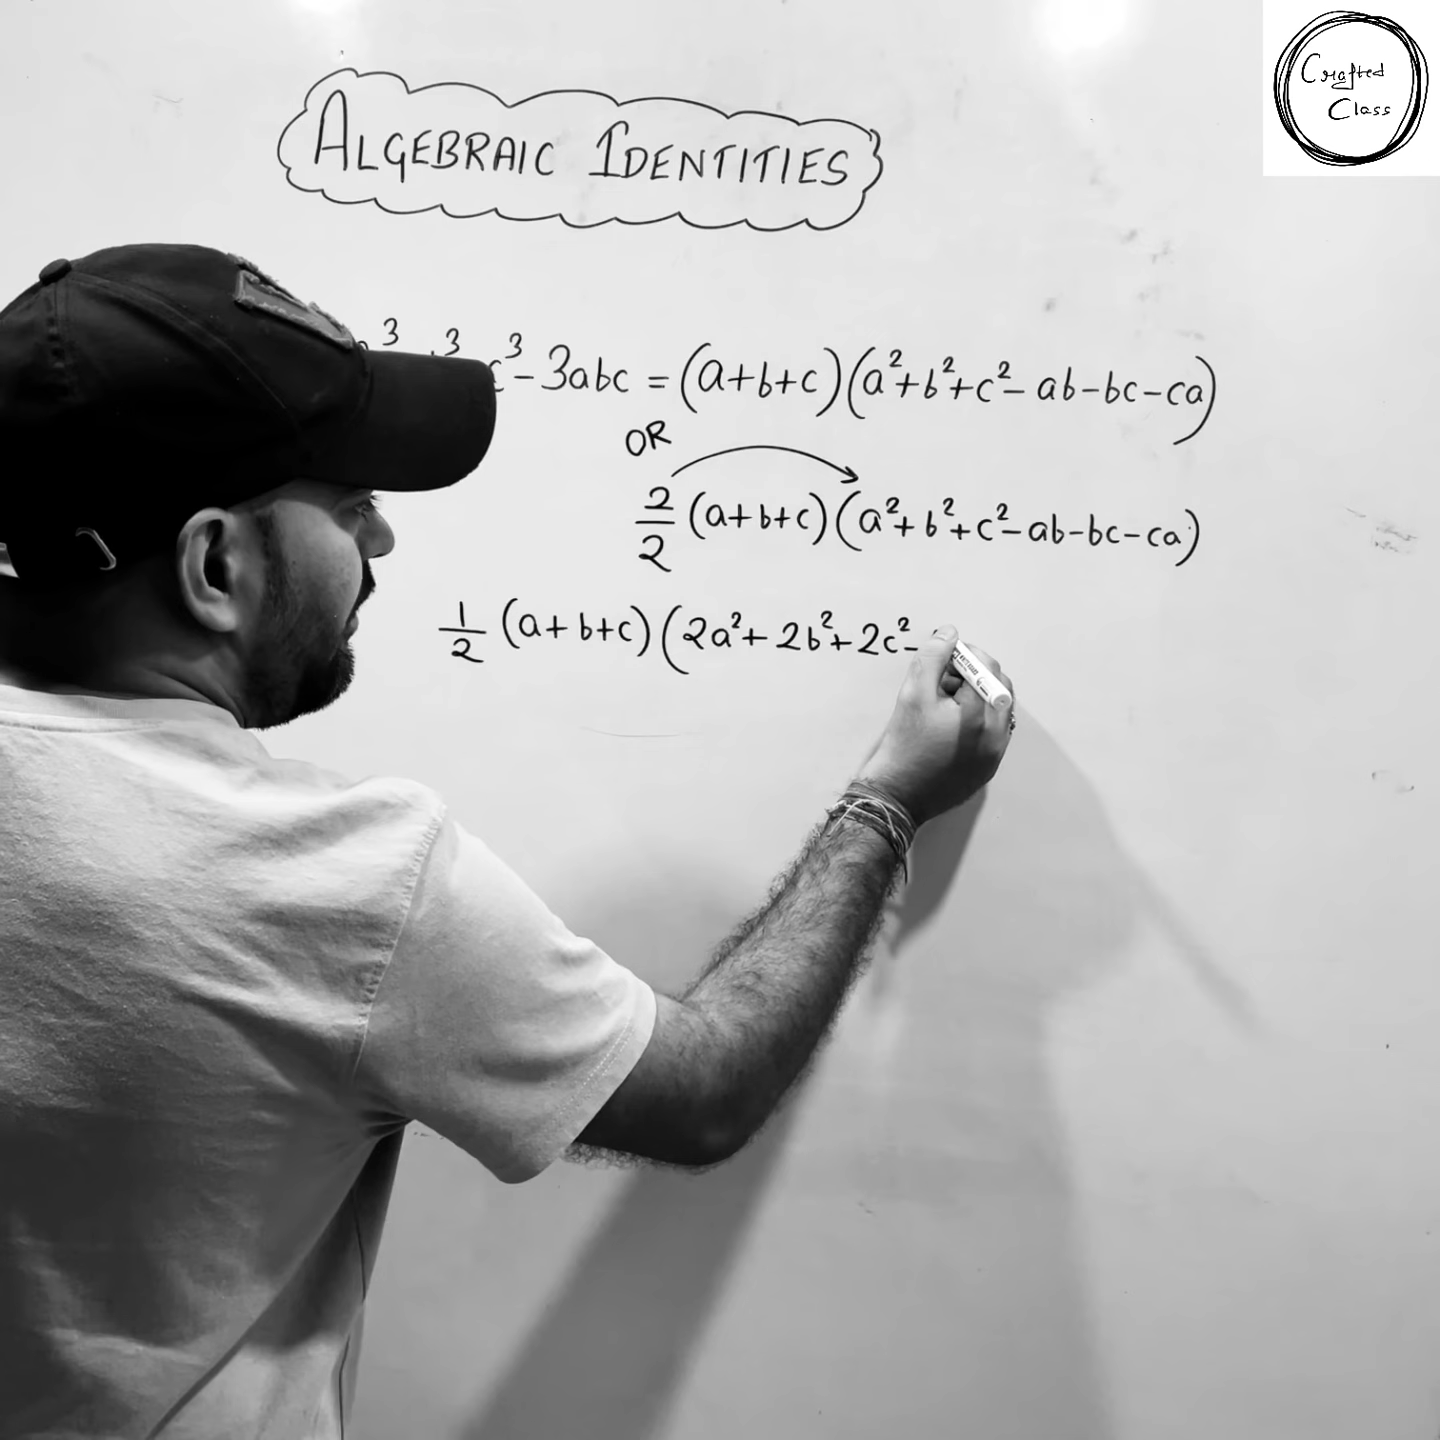 Crafted
Class
ALGEBRAIC IDENTITIES
³ ³ c³ - 3abc = (a+b+c)(a²+b²+c²- ab-bc-ca)
OR
2/2 (a+b+c)(a²+b²+c²-ab-bc-ca)
1/2 (a+b+c)(2a²+2b²+2c²-